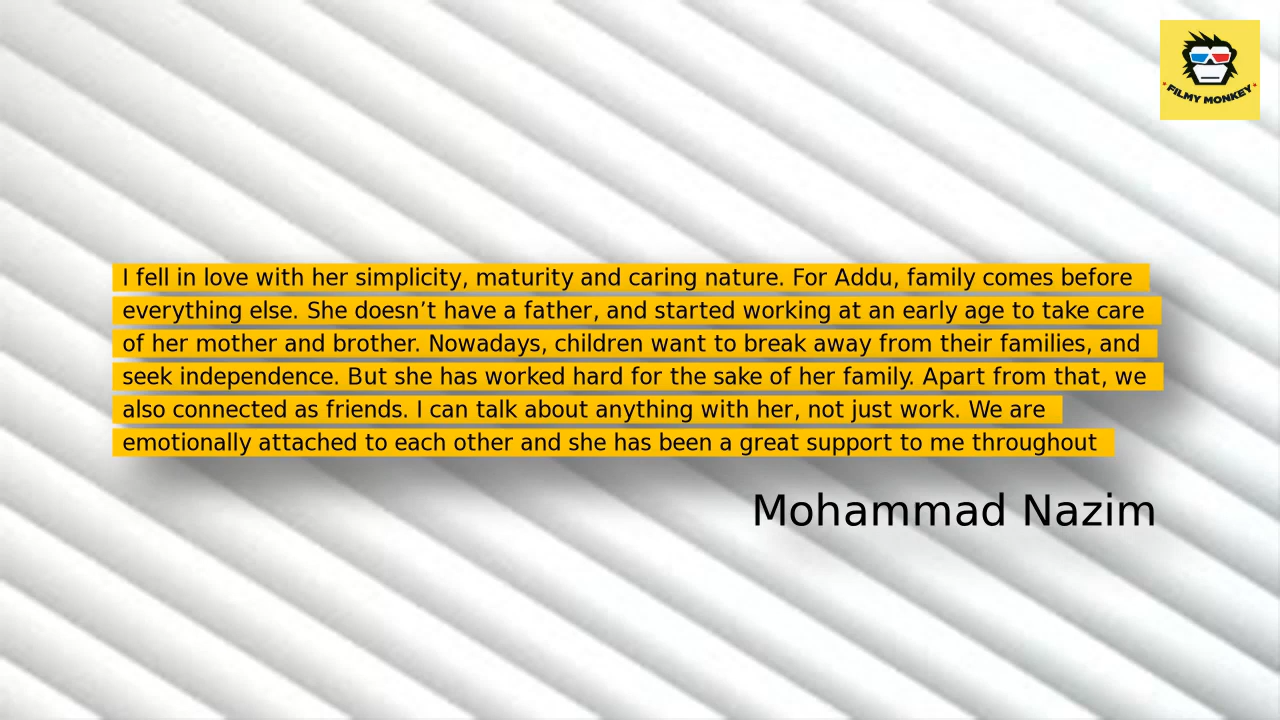 FILMY MONKEY
I fell in love with her simplicity, maturity and caring nature. For Addu, family comes before
everything else. She doesn’t have a father, and started working at an early age to take care
of her mother and brother. Nowadays, children want to break away from their families, and
seek independence. But she has worked hard for the sake of her family. Apart from that, we
also connected as friends. I can talk about anything with her, not just work. We are
emotionally attached to each other and she has been a great support to me throughout
Mohammad Nazim